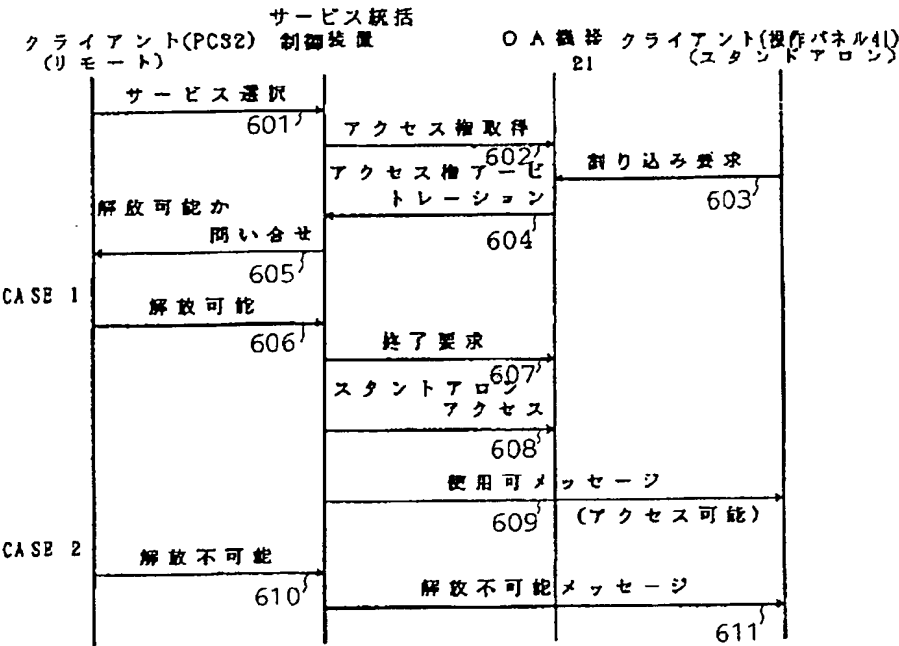 サービス統括
クライアント(PCS2) 制御装置 OA機器 クライアント(操作パネル41)
(リモート) 21 (スタンドアロン)
サービス選択
601
アクセス権取得
602
割り込み要求
603
アクセス権アービ
トレーション
604
解放可能か
問い合せ
605
CASE 1
解放可能
606
終了要求
607
スタントアロン
アクセス
608
使用可メッセージ
609 (アクセス可能)
CASE 2
解放不可能
610
解放不可能メッセージ
611